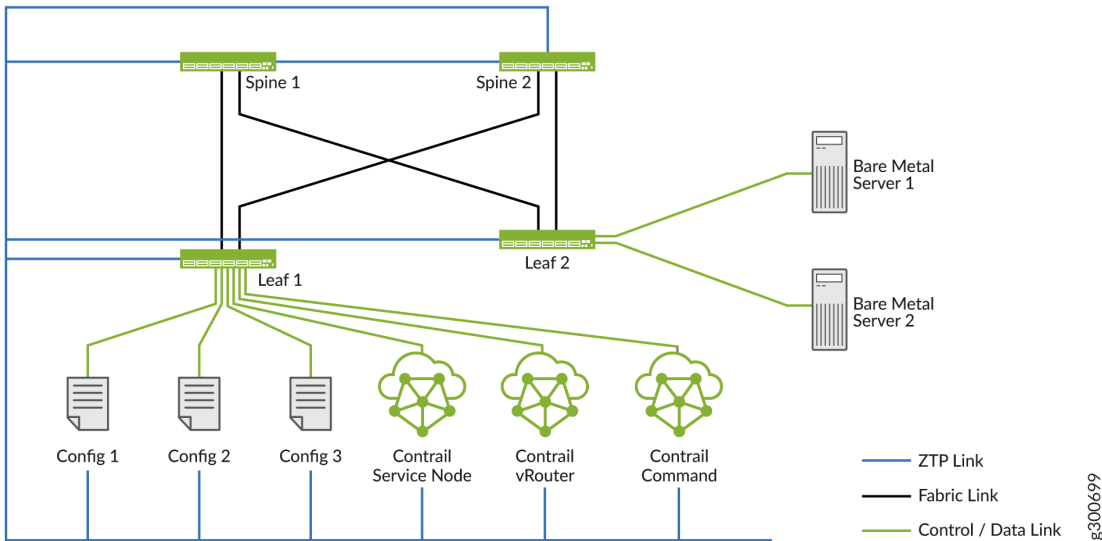 Spine 1
Spine 2
Bare Metal
Server 1
Leaf 2
Leaf 1
Bare Metal
Server 2
Config 1
Config 2
Config 3
Contrail
Service Node
Contrail
vRouter
Contrail
Command
ZTP Link
Fabric Link
Control / Data Link
g300699